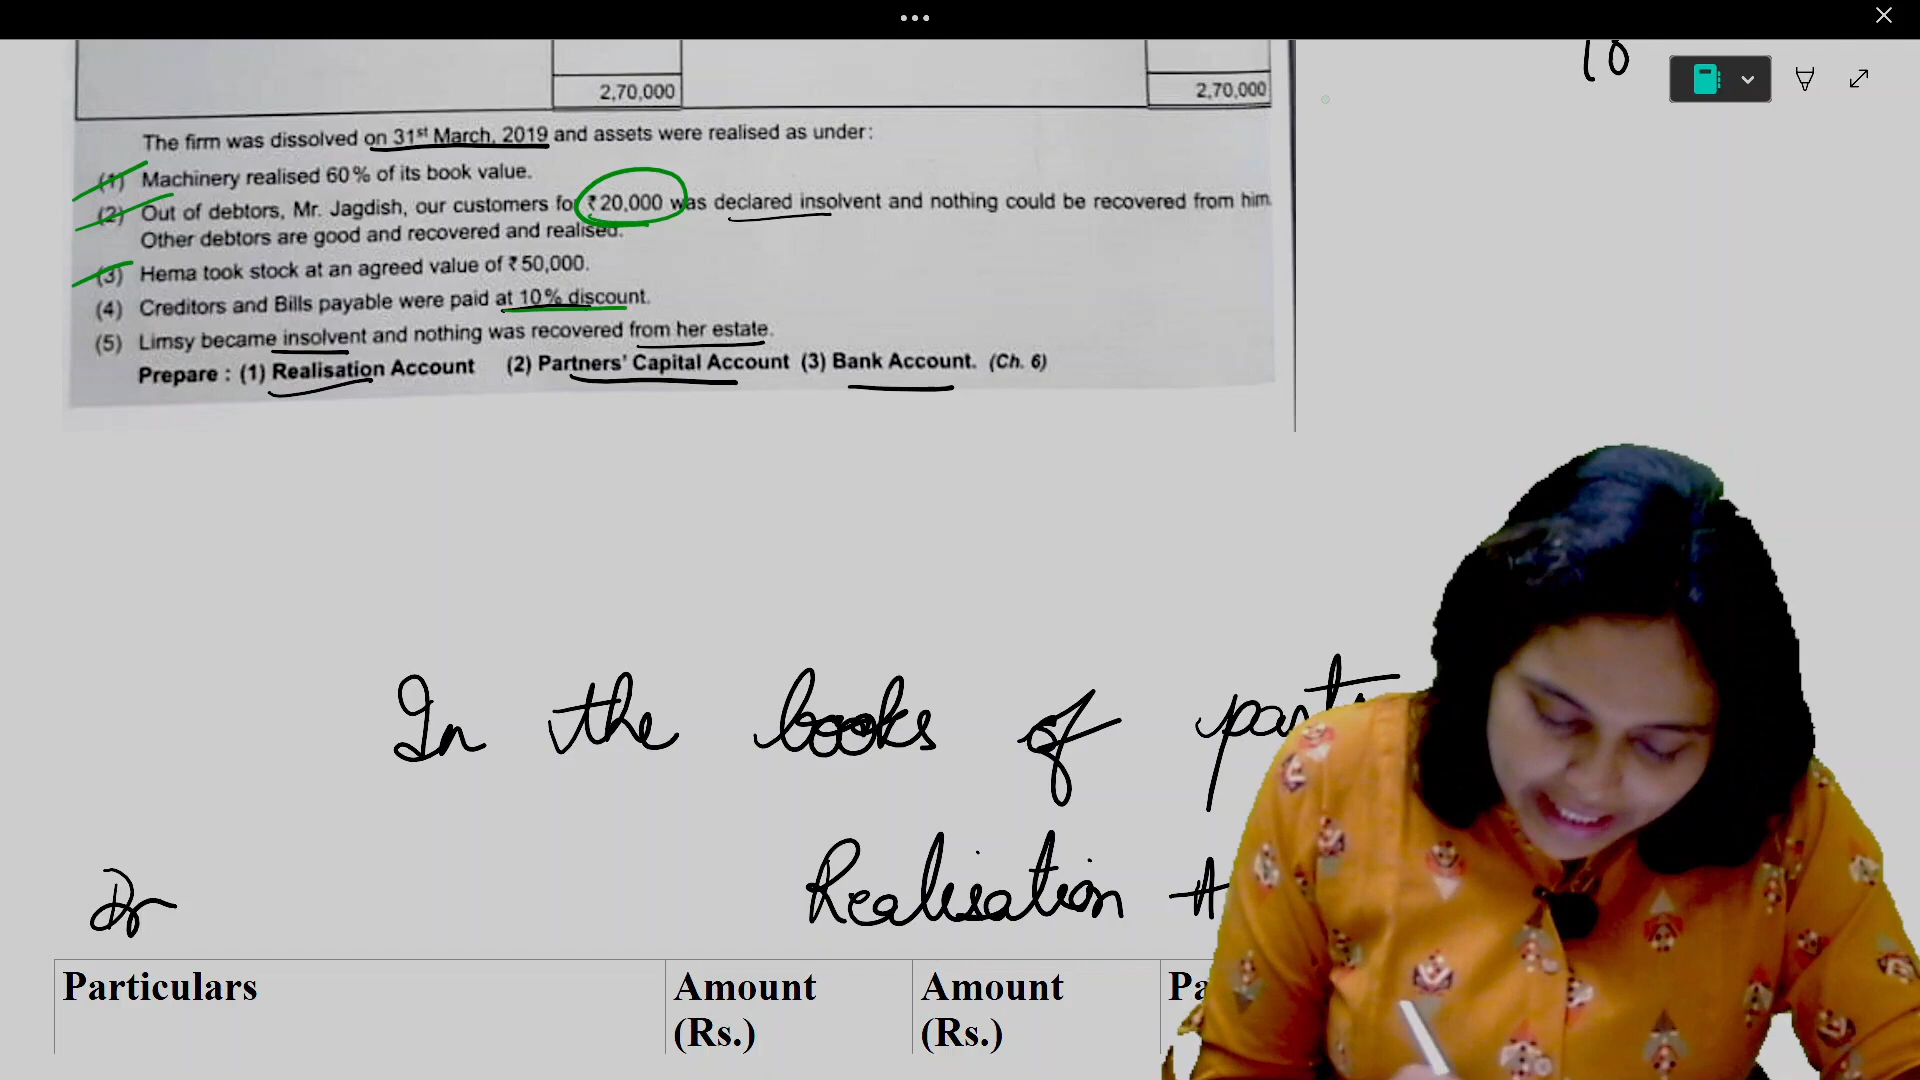 10
2,70,000 2,70,000
The firm was dissolved on 31st March, 2019 and assets were realised as under:
(1) Machinery realised 60% of its book value.
(2) Out of debtors, Mr. Jagdish, our customers for ₹20,000 was declared insolvent and nothing could be recovered from him.
Other debtors are good and recovered and realised.
(3) Hema took stock at an agreed value of ₹50,000.
(4) Creditors and Bills payable were paid at 10% discount.
(5) Limsy became insolvent and nothing was recovered from her estate.
Prepare : (1) Realisation Account (2) Partners' Capital Account (3) Bank Account. (Ch. 6)
In the books of
Dr Realisation A
Particulars Amount (Rs.) Amount (Rs.) Pa